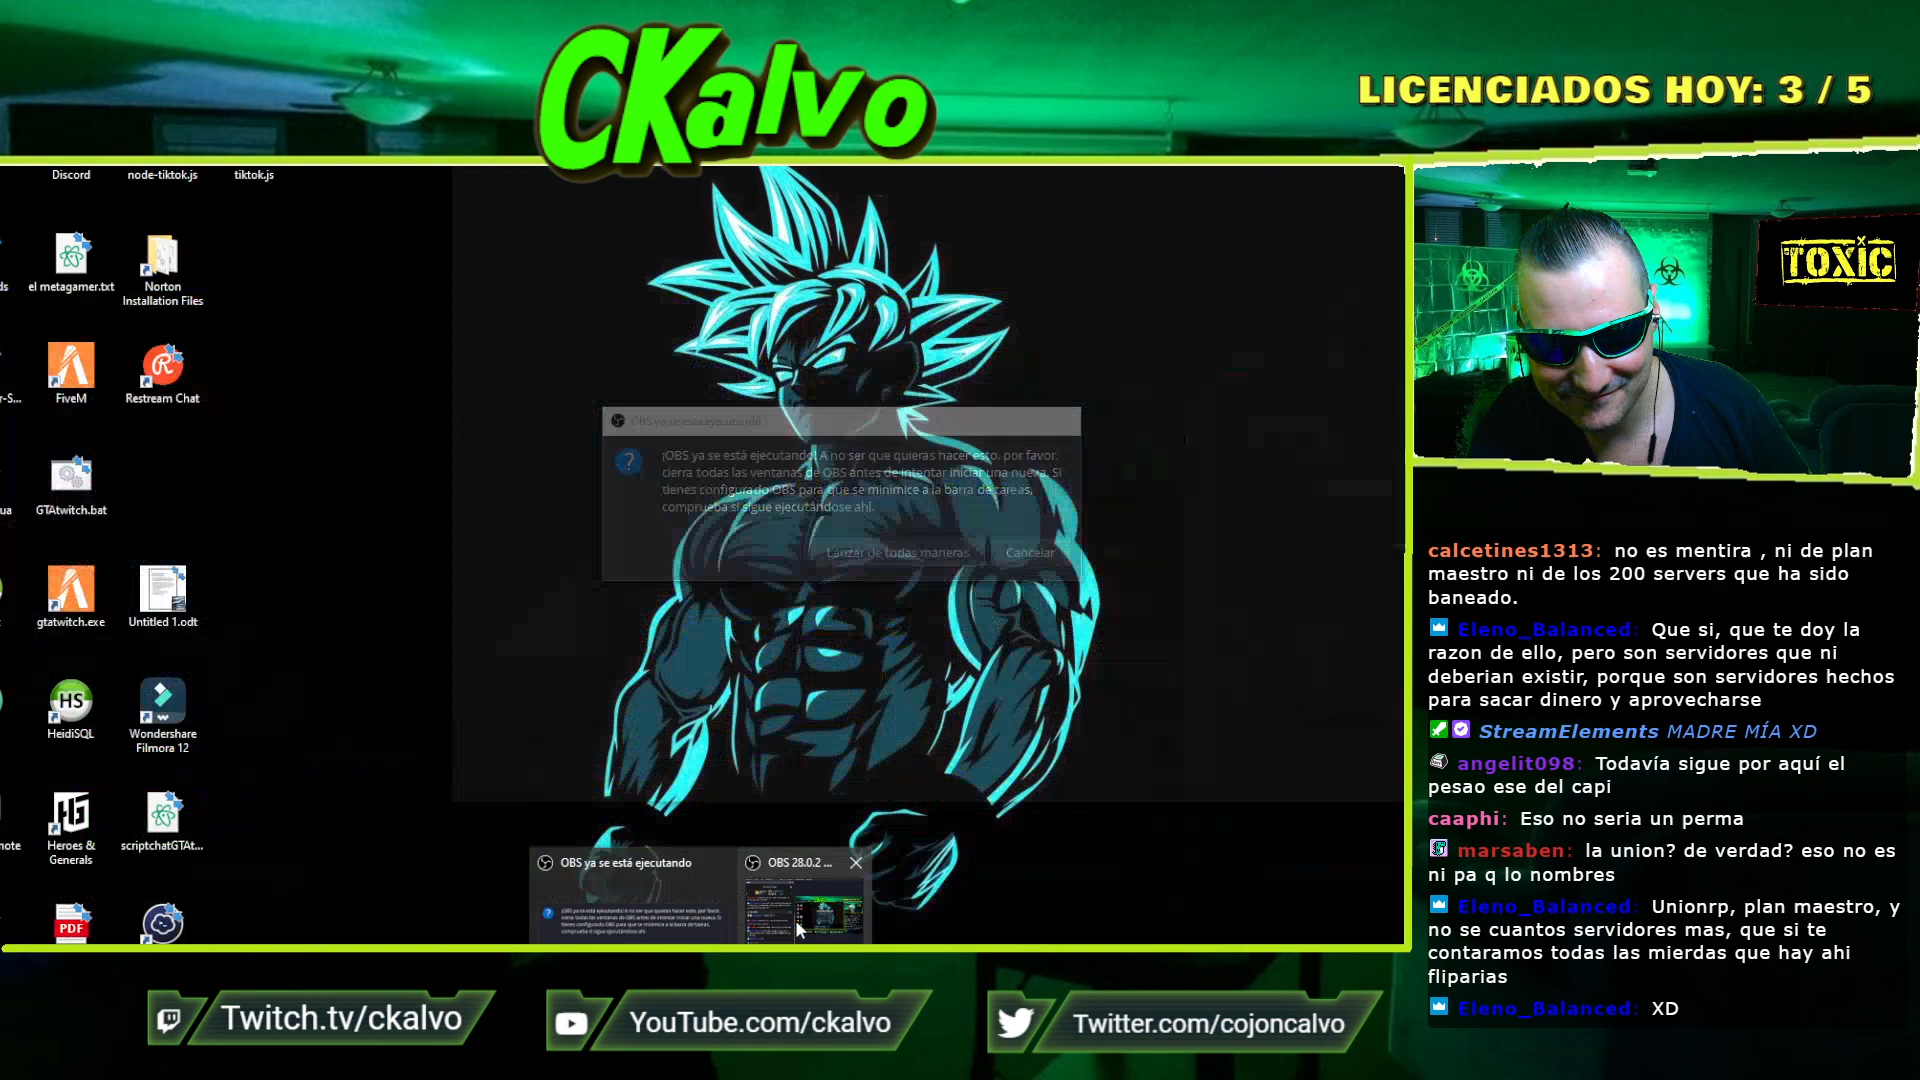 CKalvo
LICENCIADOS HOY: 3 / 5
TOXIC
Discord
node-tiktok.js
tiktok.js
el metagamer.txt
Norton
Installation Files
FiveM
Restream Chat
GTAtwitch.bat
gtatwitch.exe
Untitled 1.odt
HS
HeidiSQL
Wondershare
Filmora 12
Heroes &
Generals
scriptchatGTAt...
PDF
OBS ya se está ejecutando
¡OBS ya se está ejecutando! A no ser que quieras hacer esto, por favor,
cierra todas las ventanas de OBS antes de intentar iniciar una nueva. Si
tienes configurado OBS para que se minimice a la barra de tareas,
comprueba si sigue ejecutándose ahí.
Lanzar de todas maneras
Cancelar
OBS ya se está ejecutando
OBS 28.0.2 ...
calcetines1313: no es mentira , ni de plan
maestro ni de los 200 servers que ha sido
baneado.
Eleno_Balanced: Que si, que te doy la
razon de ello, pero son servidores que ni
deberian existir, porque son servidores hechos
para sacar dinero y aprovecharse
StreamElements MADRE MÍA XD
angelit098: Todavía sigue por aquí el
pesao ese del capi
caaphi: Eso no seria un perma
marsaben: la union? de verdad? eso no es
ni pa q lo nombres
Eleno_Balanced: Unionrp, plan maestro, y
no se cuantos servidores mas, que si te
contaramos todas las mierdas que hay ahi
fliparias
Eleno_Balanced: XD
Twitch.tv/ckalvo
YouTube.com/ckalvo
Twitter.com/cojoncalvo